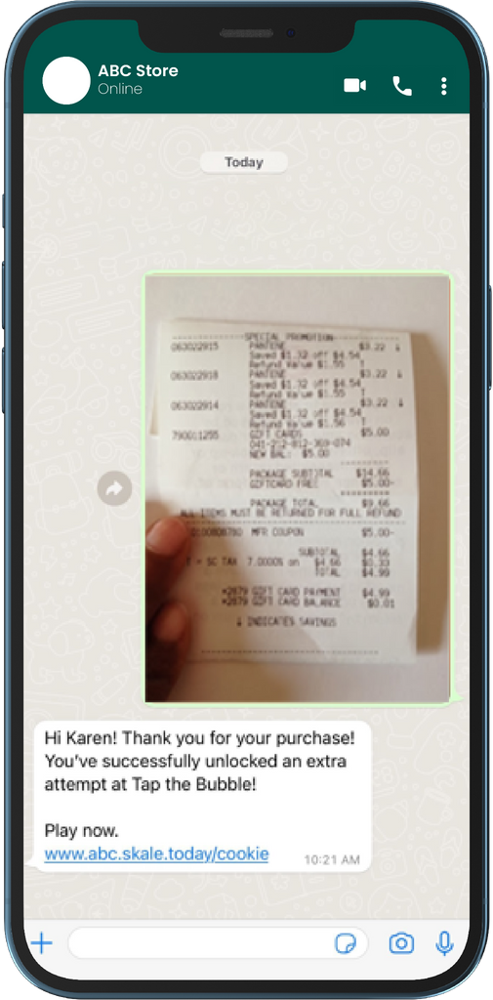 ABC Store
Online
Today
SPECIAL PROMOTION
063022915 PANTENE $3.22 ↓
Saved $1.32 off $4.54
Refund Value $1.55 T
063022918 PANTENE $3.22 ↓
Saved $1.32 off $4.54
Refund Value $1.55 T
063022914 PANTENE $3.22 ↓
Saved $1.32 off $4.54
Refund Value $1.56 T
790011255 GIFT CARDS $5.00
041-212-812-369-074
NEW BAL: $5.00
PACKAGE SUBTOTAL $14.66
GIFTCARD FREE $5.00-
PACKAGE TOTAL $9.66
ALL ITEMS MUST BE RETURNED FOR FULL REFUND
MFR COUPON $5.00-
SUBTOTAL $4.66
T = SC TAX 7.0000% on $4.66 $0.33
TOTAL $4.99
*2879 GIFT CARD PAYMENT $4.99
*2879 GIFT CARD BALANCE $0.01
↓ INDICATES SAVINGS
Hi Karen! Thank you for your purchase!
You've successfully unlocked an extra
attempt at Tap the Bubble!
Play now.
www.abc.skale.today/cookie
10:21 AM